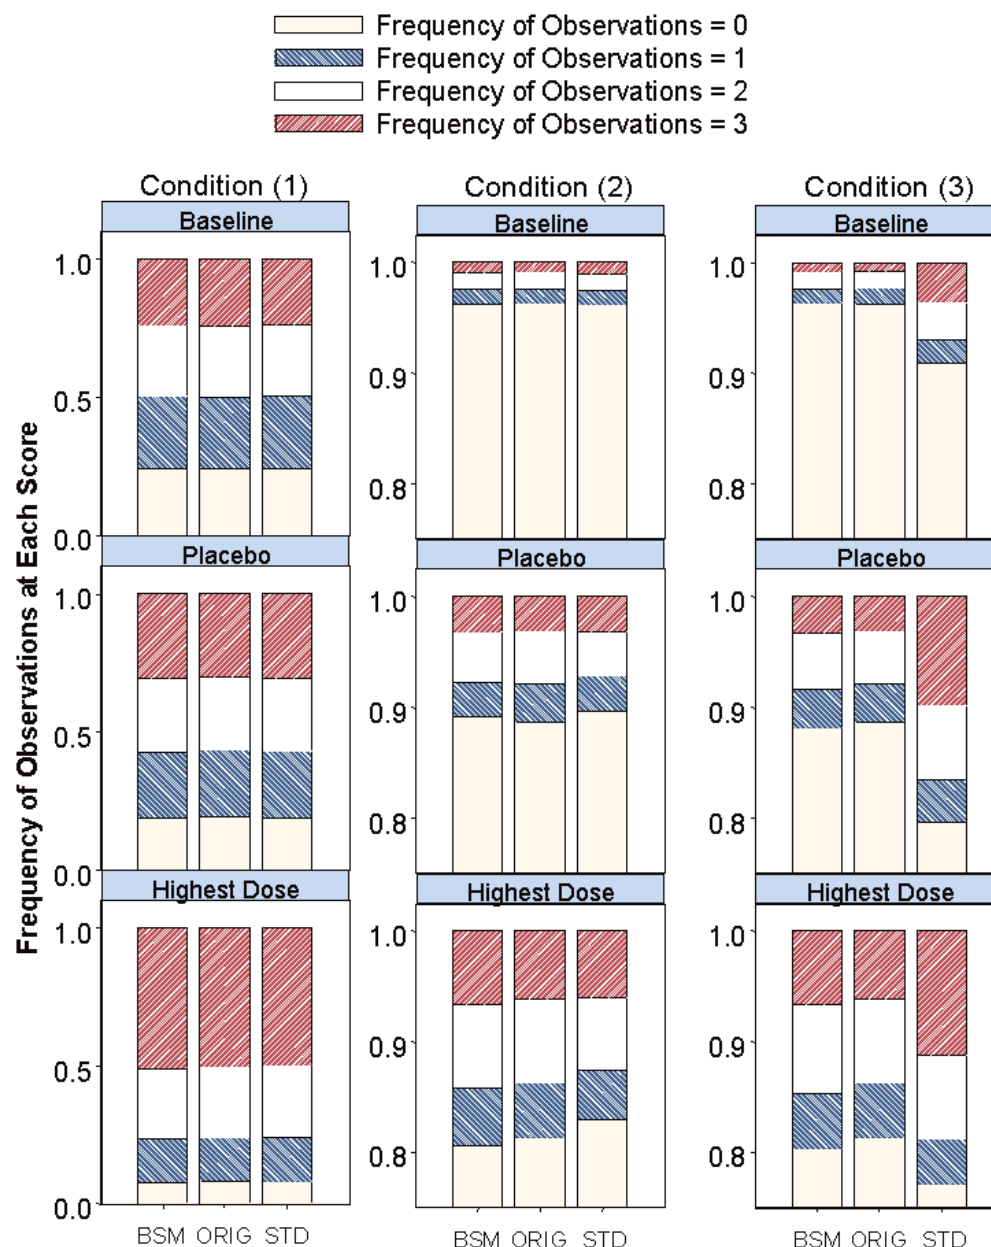 Frequency of Observations = 0
Frequency of Observations = 1
Frequency of Observations = 2
Frequency of Observations = 3
Condition (1)
Condition (2)
Condition (3)
Baseline
Baseline
Baseline
1.0
0.5
0.0
1.0
0.9
0.8
1.0
0.9
0.8
Frequency of Observations at Each Score
Placebo
Placebo
Placebo
1.0
0.5
0.0
1.0
0.9
0.8
1.0
0.9
0.8
Highest Dose
Highest Dose
Highest Dose
1.0
0.5
0.0
1.0
0.9
0.8
1.0
0.9
0.8
BSM ORIG STD
BSM ORIG STD
BSM ORIG STD